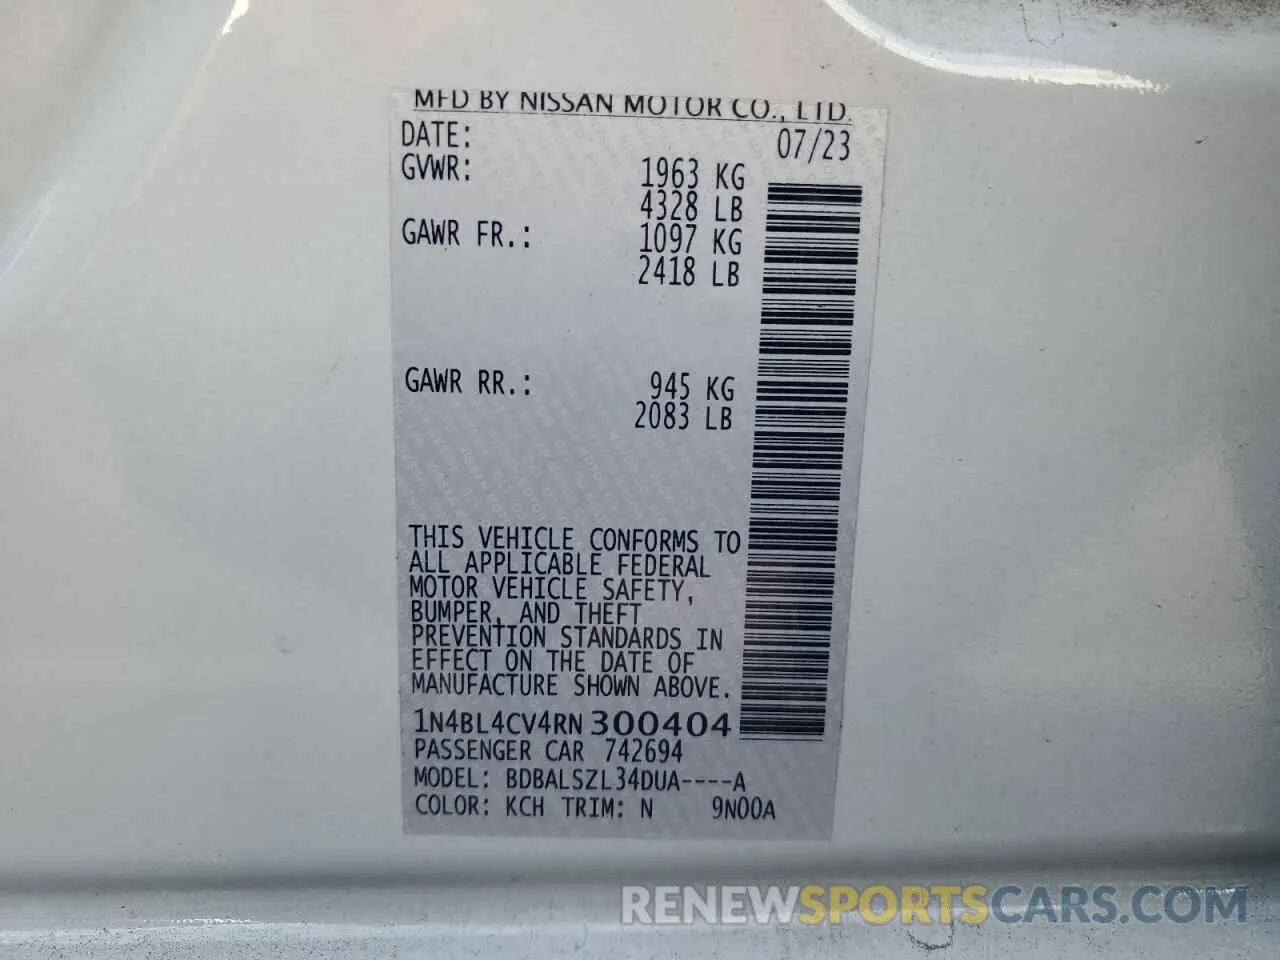 MFD BY NISSAN MOTOR CO., LTD.
DATE: 07/23
GVWR: 1963 KG
4328 LB
GAWR FR.: 1097 KG
2418 LB
GAWR RR.: 945 KG
2083 LB
THIS VEHICLE CONFORMS TO
ALL APPLICABLE FEDERAL
MOTOR VEHICLE SAFETY,
BUMPER, AND THEFT
PREVENTION STANDARDS IN
EFFECT ON THE DATE OF
MANUFACTURE SHOWN ABOVE.
1N4BL4CV4RN300404
PASSENGER CAR 742694
MODEL: BDBALSZL34DUA----A
COLOR: KCH TRIM: N 9N00A
RENEWSPORTSCARS.COM